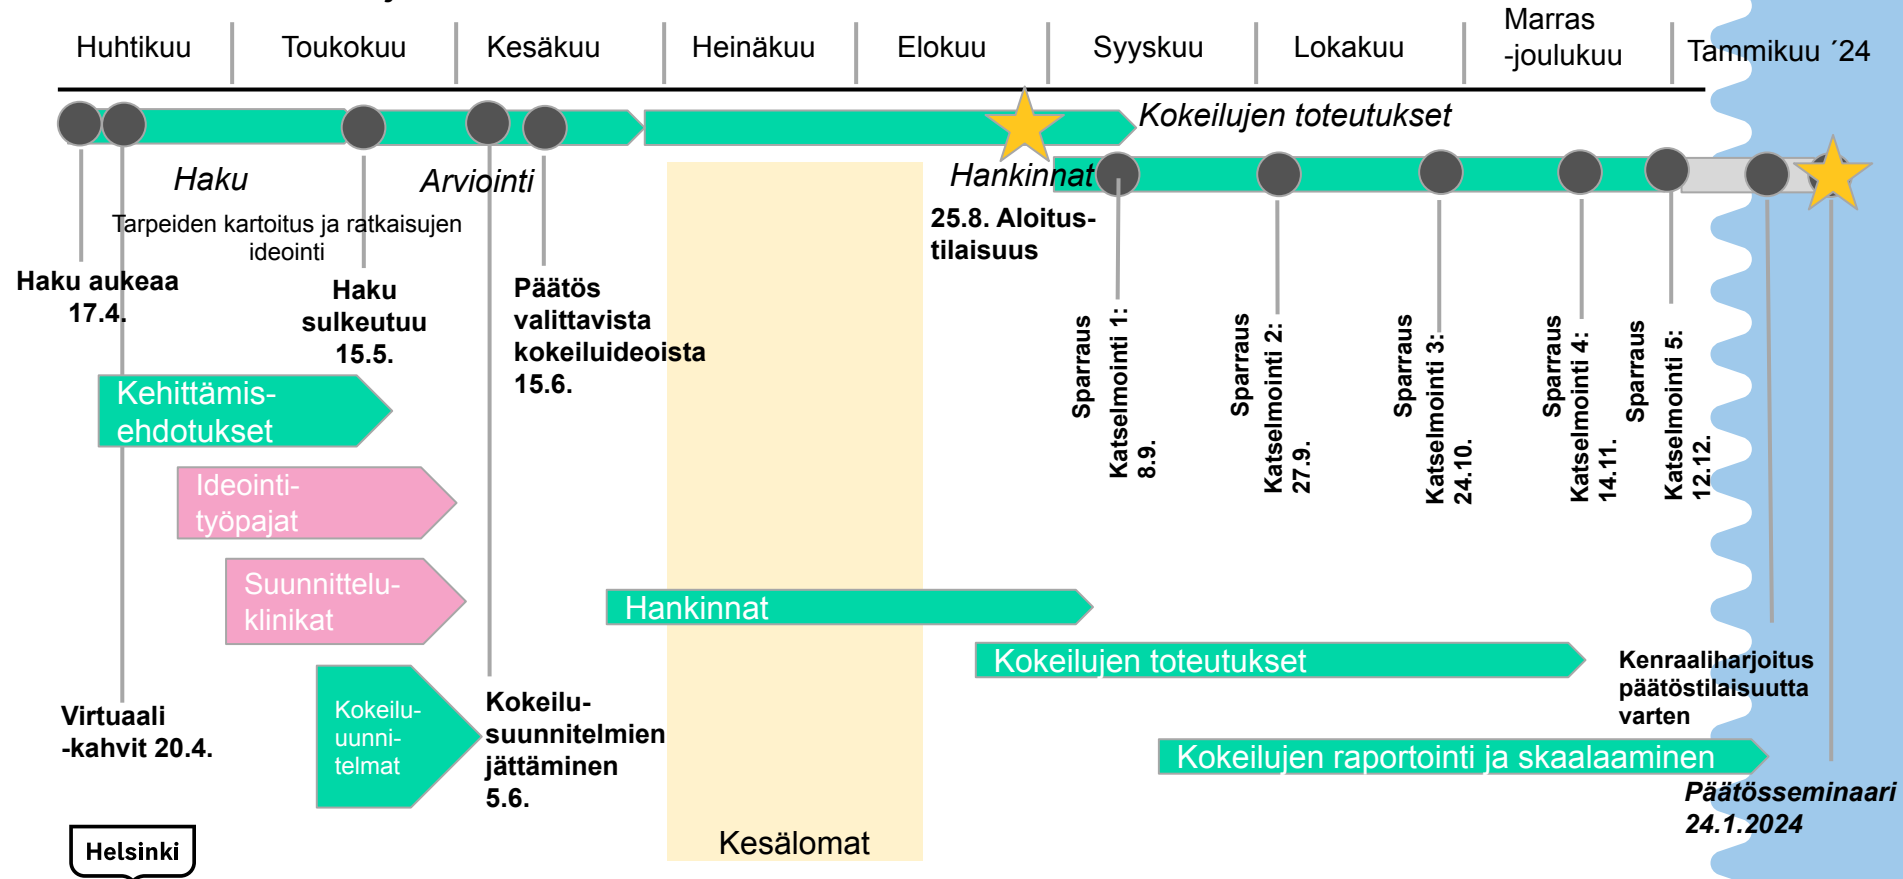 Huhtikuu
Toukokuu
Kesäkuu
Heinäkuu
Elokuu
Syyskuu
Lokakuu
Marras
-joulukuu
Tammikuu ´24
Kokeilujen toteutukset
Haku
Arviointi
Hankinnat
Tarpeiden kartoitus ja ratkaisujen
ideointi
25.8. Aloitus-
tilaisuus
Haku aukeaa
17.4.
Haku
sulkeutuu
15.5.
Päätös
valittavista
kokeiluideoista
15.6.
Sparraus
Katselmointi 1:
8.9.
Sparraus
Katselmointi 2:
27.9.
Sparraus
Katselmointi 3:
24.10.
Sparraus
Katselmointi 4:
14.11.
Sparraus
Katselmointi 5:
12.12.
Kehittämis-
ehdotukset
Ideointi-
työpajat
Suunnittelu-
klinikat
Hankinnat
Kokeilujen toteutukset
Kenraaliharjoitus
päätöstilaisuutta
varten
Virtuaali
-kahvit 20.4.
Kokeilu-
uunni-
telmat
Kokeilu-
suunnitelmien
jättäminen
5.6.
Kokeilujen raportointi ja skaalaaminen
Päätösseminaari
24.1.2024
Kesälomat
Helsinki